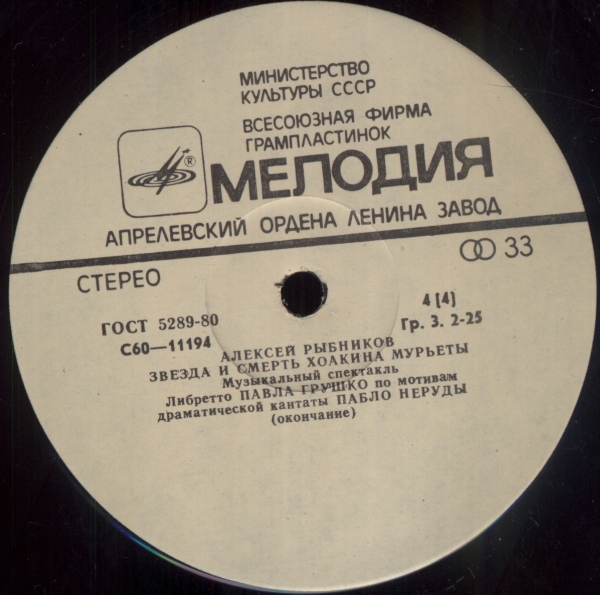 МИНИСТЕРСТВО
КУЛЬТУРЫ СССР
ВСЕСОЮЗНАЯ ФИРМА
ГРАМПЛАСТИНОК
®
МЕЛОДИЯ
АПРЕЛЕВСКИЙ ОРДЕНА ЛЕНИНА ЗАВОД
СТЕРЕО
33
ГОСТ 5289-80
4 [4]
С60—11194
Гр. 3. 2-25
АЛЕКСЕЙ РЫБНИКОВ
ЗВЕЗДА И СМЕРТЬ ХОАКИНА МУРЬЕТЫ
Музыкальный спектакль
Либретто ПАВЛА ГРУШКО по мотивам
драматической кантаты ПАБЛО НЕРУДЫ
(окончание)